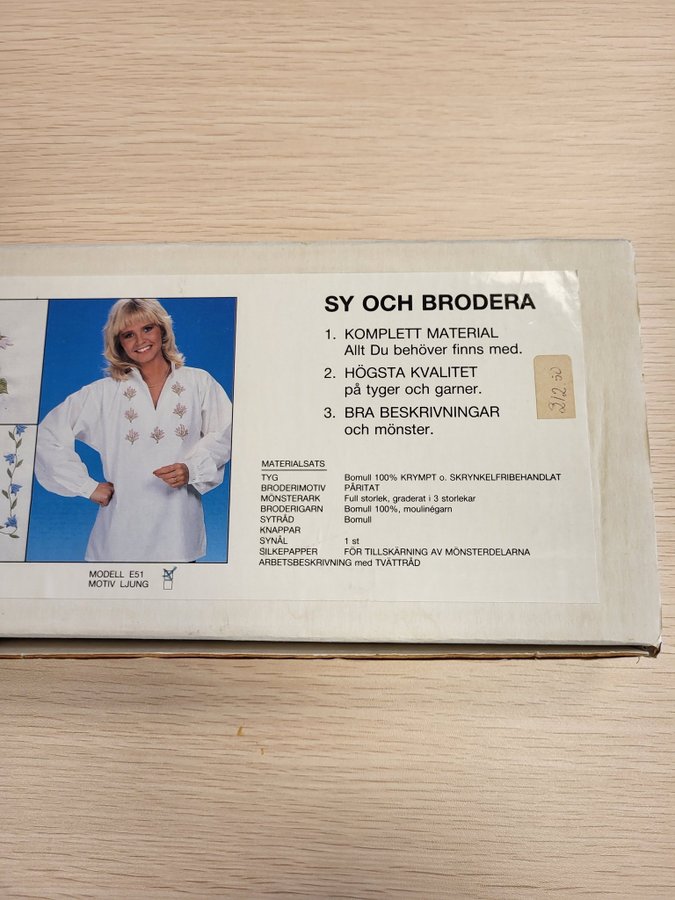 SY OCH BRODERA
1. KOMPLETT MATERIAL
Allt Du behöver finns med.
2. HÖGSTA KVALITET
på tyger och garner.
3. BRA BESKRIVNINGAR
och mönster.
212.50
MATERIALSATS
TYG Bomull 100% KRYMPT o. SKRYNKELFRIBEHANDLAT
BRODERIMOTIV PÅRITAT
MÖNSTERARK Full storlek, graderat i 3 storlekar
BRODERIGARN Bomull 100%, moulinégarn
SYTRÅD Bomull
KNAPPAR
SYNÅL 1 st
SILKEPAPPER FÖR TILLSKÄRNING AV MÖNSTERDELARNA
ARBETSBESKRIVNING med TVÄTTRÅD
MODELL E51
MOTIV LJUNG